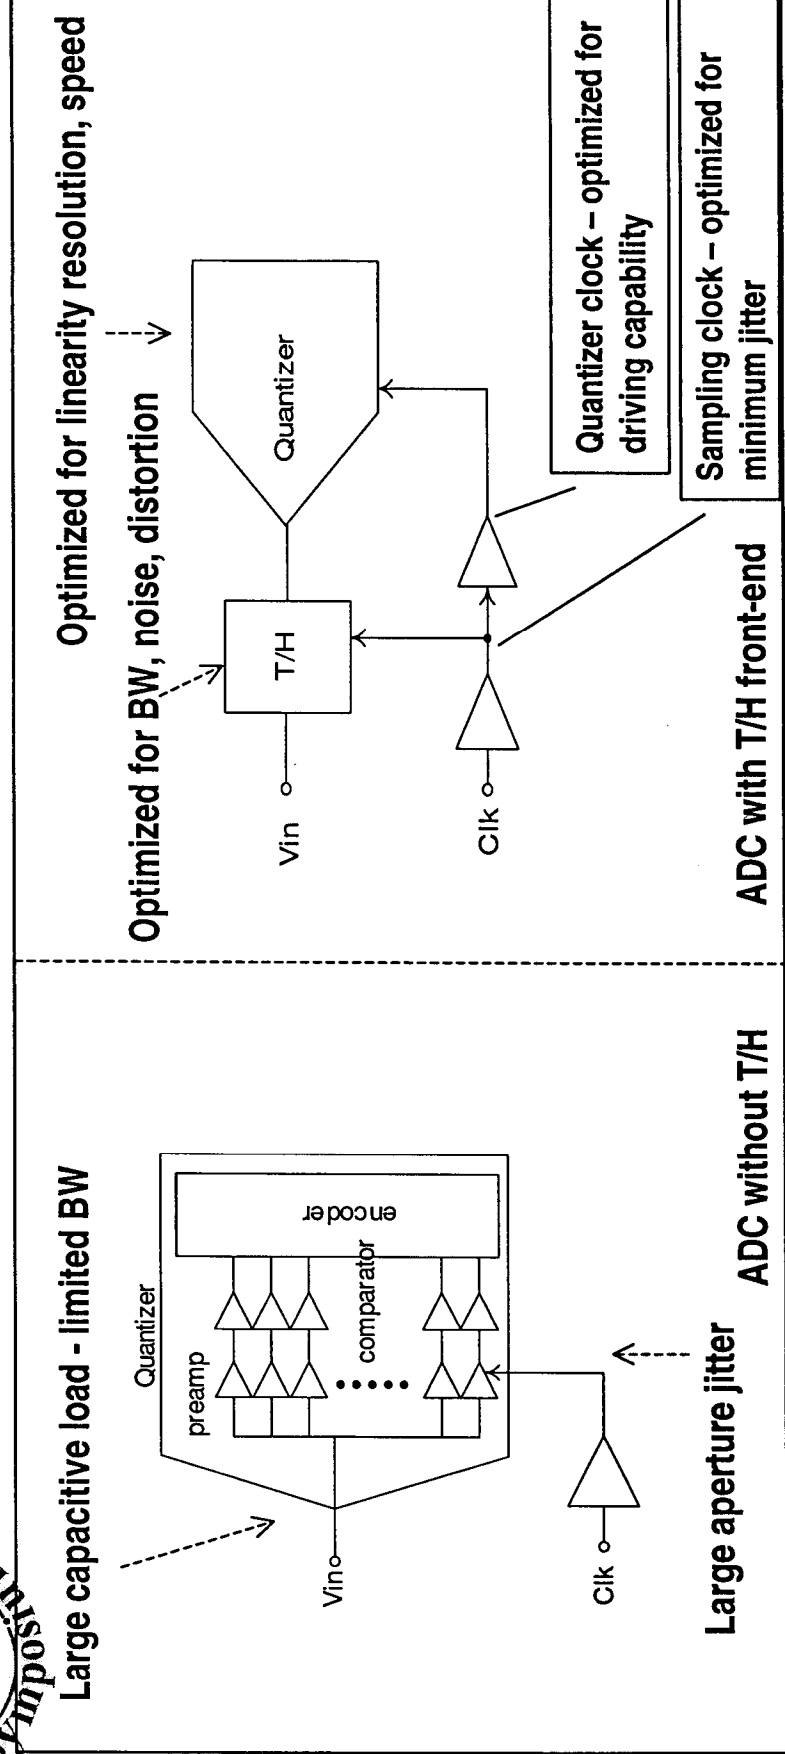 Large capacitive load - limited BW
Quantizer
preamp
comparator
encoder
Vin
Clk
Large aperture jitter
ADC without T/H
Optimized for linearity resolution, speed
Optimized for BW, noise, distortion
T/H
Quantizer
Vin
Clk
Quantizer clock – optimized for
driving capability
Sampling clock – optimized for
minimum jitter
ADC with T/H front-end